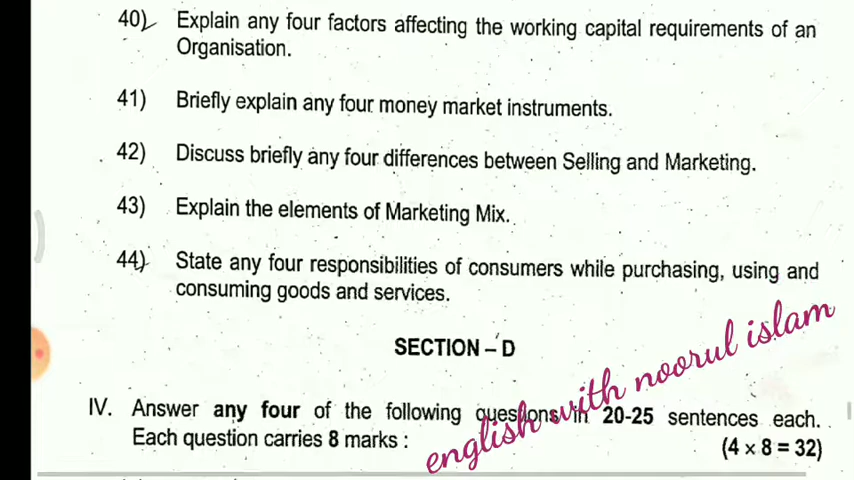 40) Explain any four factors affecting the working capital requirements of an
Organisation.
41) Briefly explain any four money market instruments.
42) Discuss briefly any four differences between Selling and Marketing.
43) Explain the elements of Marketing Mix.
44) State any four responsibilities of consumers while purchasing, using and
consuming goods and services.
SECTION – D
IV. Answer any four of the following questions in 20-25 sentences each.
Each question carries 8 marks :
(4 × 8 = 32)
english with noorul islam